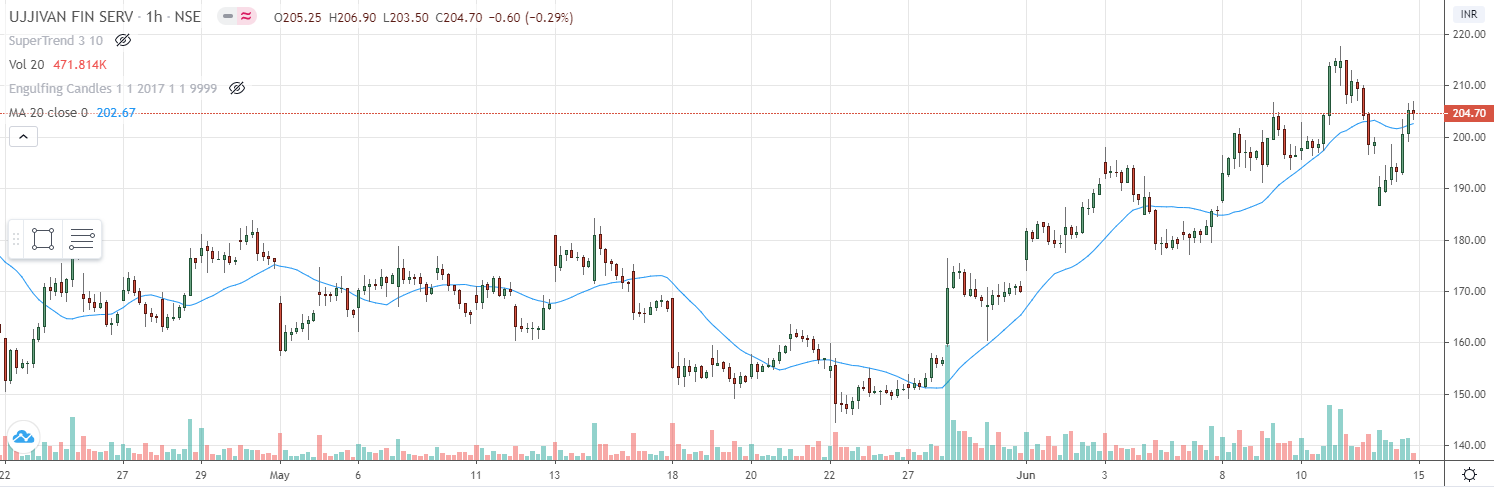 UJJIVAN FIN SERV · 1h · NSE O205.25 H206.90 L203.50 C204.70 −0.60 (−0.29%)
INR
SuperTrend 3 10
Vol 20 471.814K
Engulfing Candles 1 1 2017 1 1 9999
MA 20 close 0 202.67
220.00
210.00
204.70
200.00
190.00
180.00
170.00
160.00
150.00
140.00
22 27 29 May 6 11 13 18 20 22 27 Jun 3 8 10 15